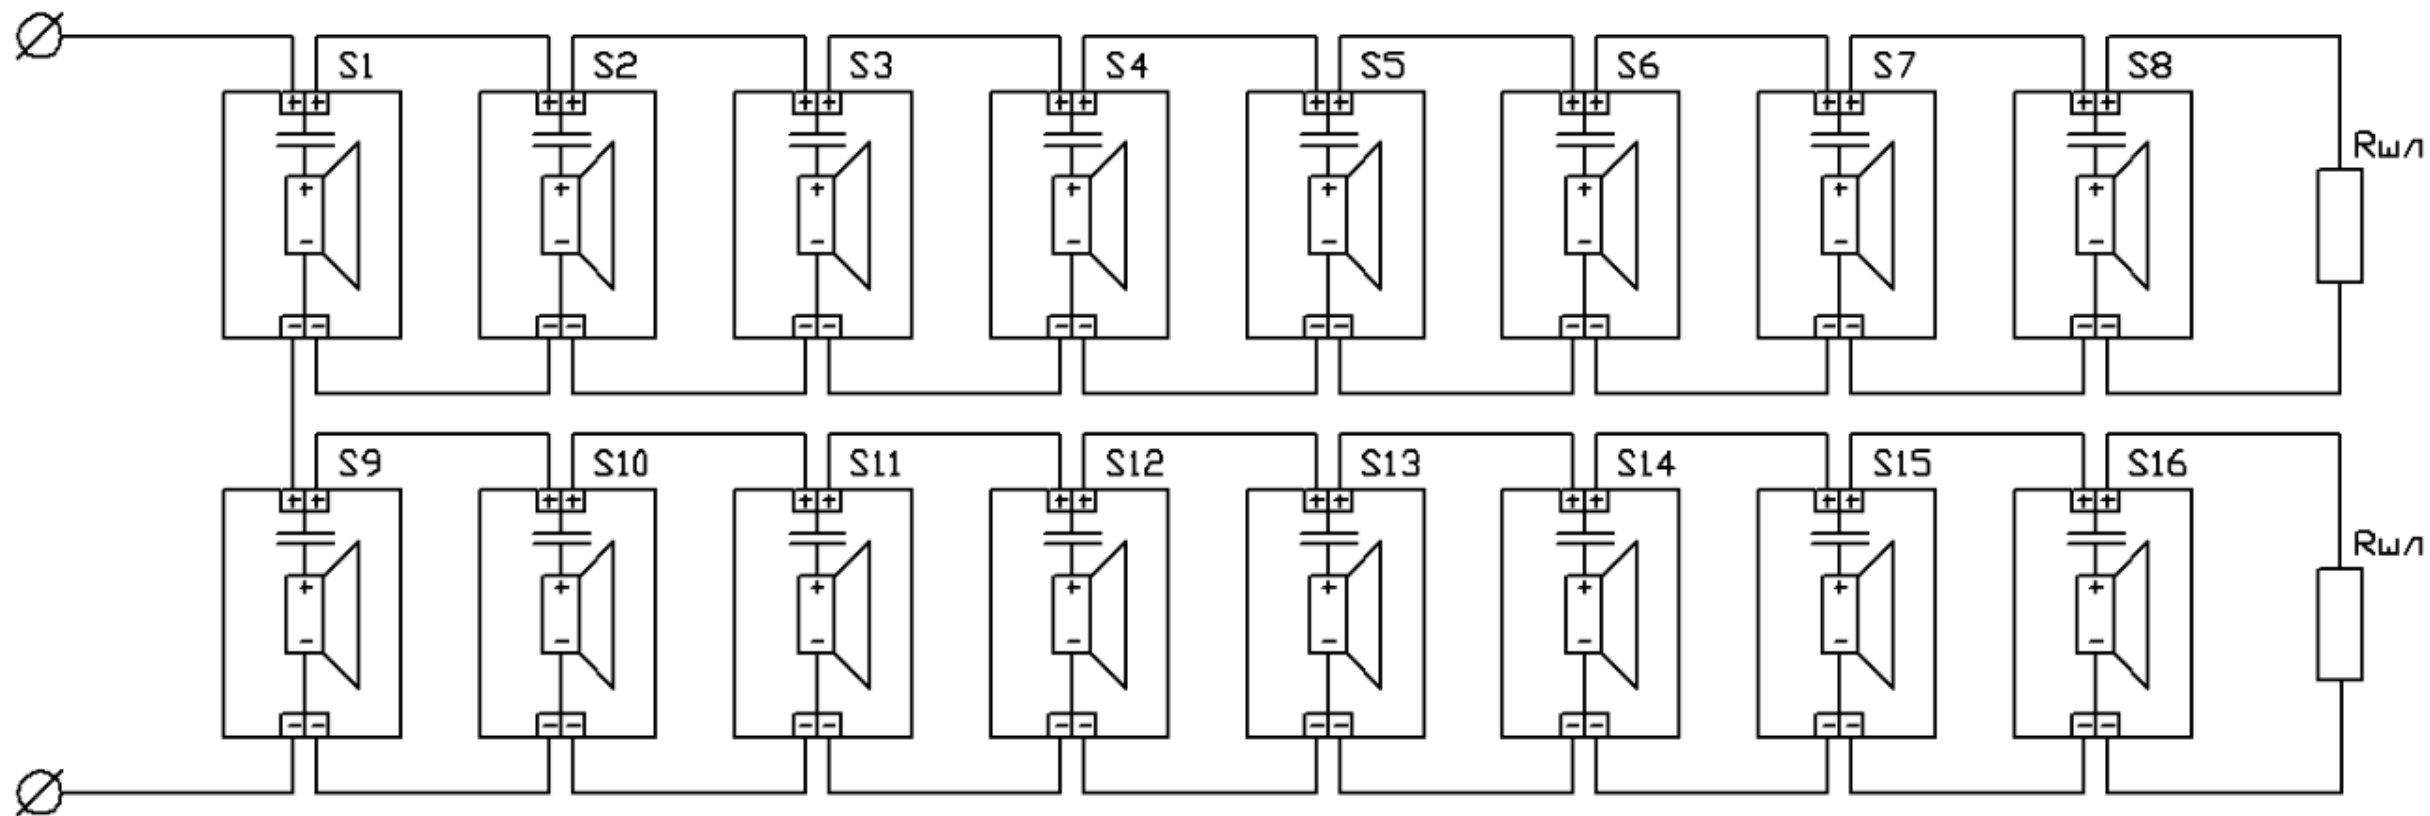 S1 S2 S3 S4 S5 S6 S7 S8
Rшл
+ + + + + + + + + + + + + + + +
+ + + + + + + +
- - - - - - - -
- - - - - - - - - - - - - - - -
S9 S10 S11 S12 S13 S14 S15 S16
Rшл
+ + + + + + + + + + + + + + + +
+ + + + + + + +
- - - - - - - -
- - - - - - - - - - - - - - - -